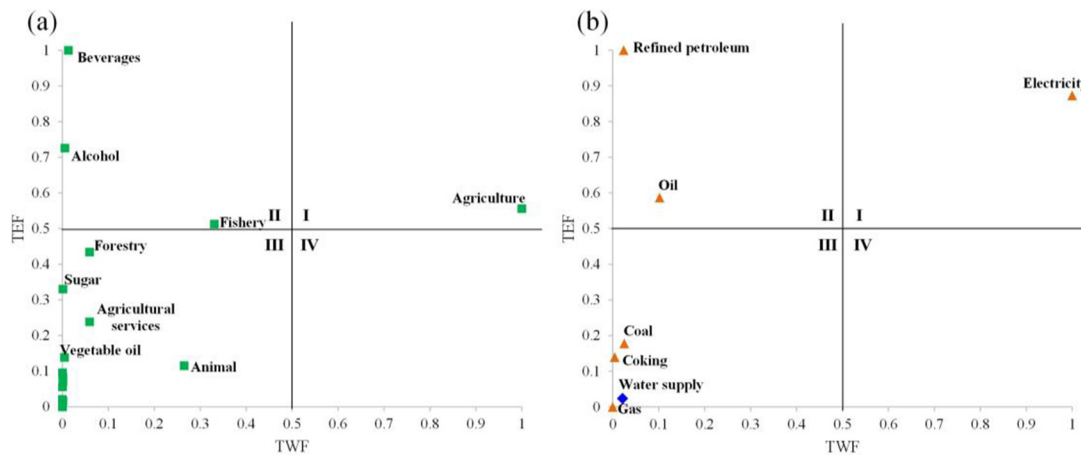 (a)
(b)
1
0.9
0.8
0.7
0.6
0.5
0.4
0.3
0.2
0.1
0
TEF
Beverages
Alcohol
Agriculture
Fishery
II
I
III
IV
Forestry
Sugar
Agricultural
services
Vegetable oil
Animal
0
0.1
0.2
0.3
0.4
0.5
0.6
0.7
0.8
0.9
1
TWF
1
0.9
0.8
0.7
0.6
0.5
0.4
0.3
0.2
0.1
0
TEF
Refined petroleum
Electricity
Oil
II
I
III
IV
Coal
Coking
Water supply
Gas
0
0.1
0.2
0.3
0.4
0.5
0.6
0.7
0.8
0.9
1
TWF